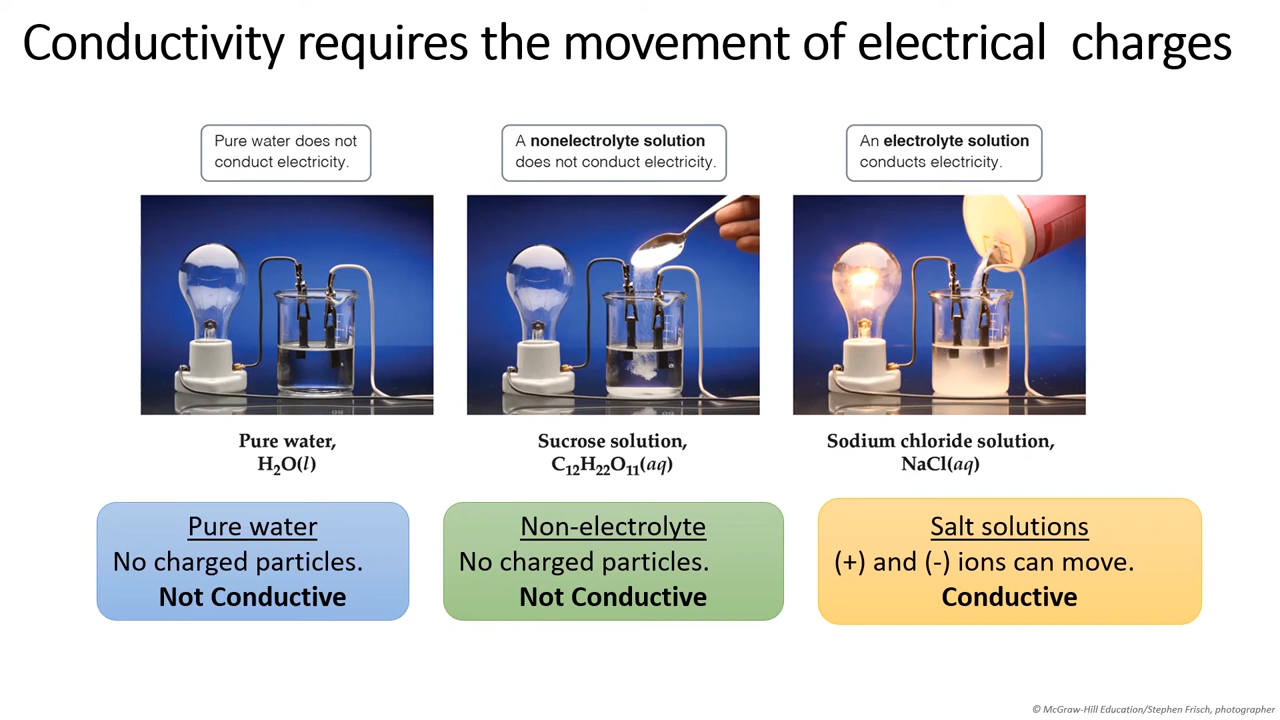 Conductivity requires the movement of electrical  charges
Pure water does not
conduct electricity.
A nonelectrolyte solution
does not conduct electricity.
An electrolyte solution
conducts electricity.
Pure water,
H₂O(l)
Sucrose solution,
C₁₂H₂₂O₁₁(aq)
Sodium chloride solution,
NaCl(aq)
Pure water
No charged particles.
Not Conductive
Non-electrolyte
No charged particles.
Not Conductive
Salt solutions
(+) and (-) ions can move.
Conductive
© McGraw-Hill Education/Stephen Frisch, photographer